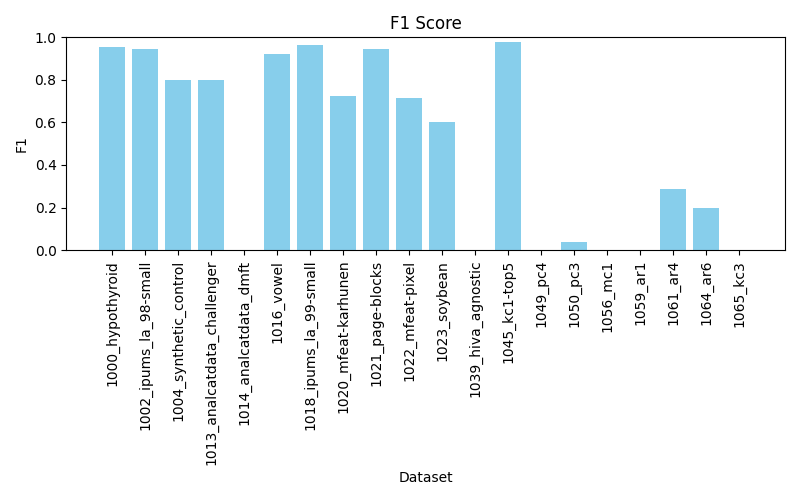 F1 Score
F1
1.0
0.8
0.6
0.4
0.2
0.0
1000_hypothyroid
1002_ipums_la_98-small
1004_synthetic_control
1013_analcatdata_challenger
1014_analcatdata_dmft
1016_vowel
1018_ipums_la_99-small
1020_mfeat-karhunen
1021_page-blocks
1022_mfeat-pixel
1023_soybean
1039_hiva_agnostic
1045_kc1-top5
1049_pc4
1050_pc3
1056_mc1
1059_ar1
1061_ar4
1064_ar6
1065_kc3
Dataset